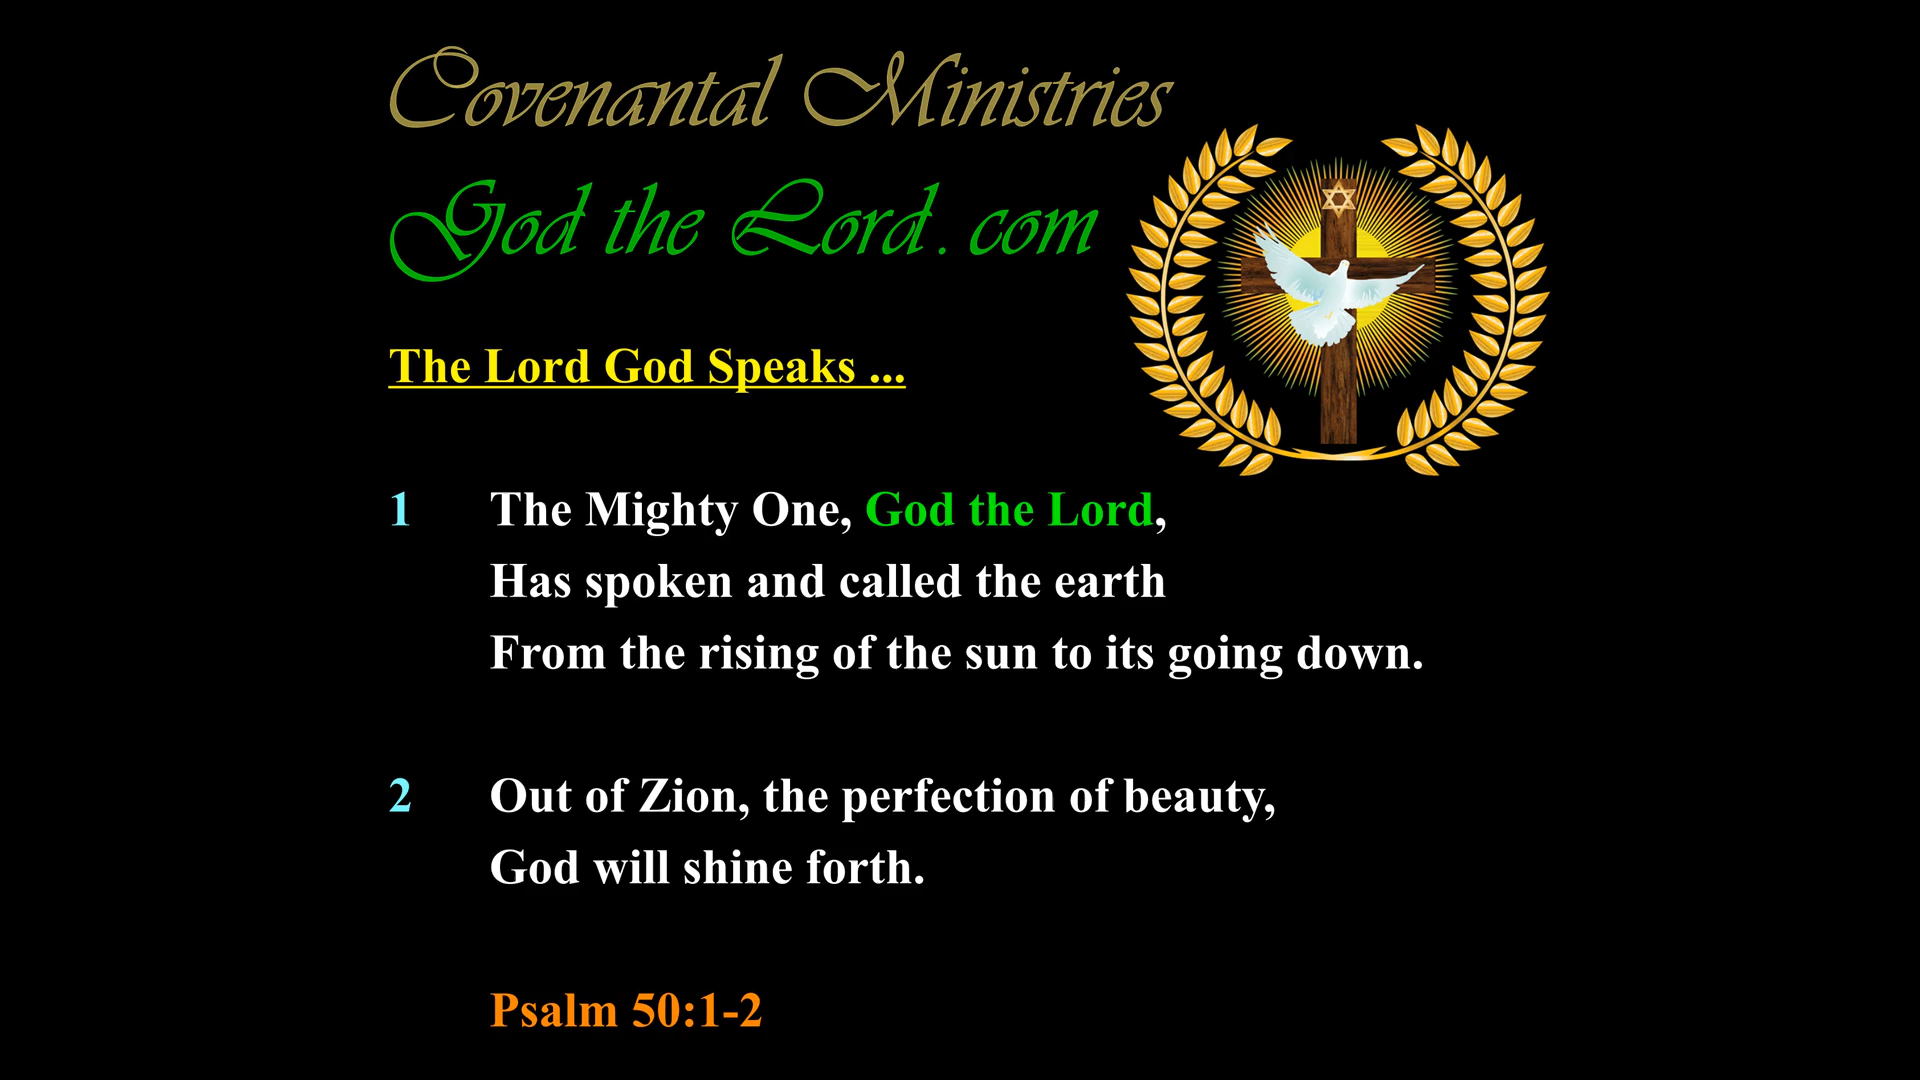 Covenantal Ministries
God the Lord.com
The Lord God Speaks ...
1 The Mighty One, God the Lord,
Has spoken and called the earth
From the rising of the sun to its going down.
2 Out of Zion, the perfection of beauty,
God will shine forth.
Psalm 50:1-2